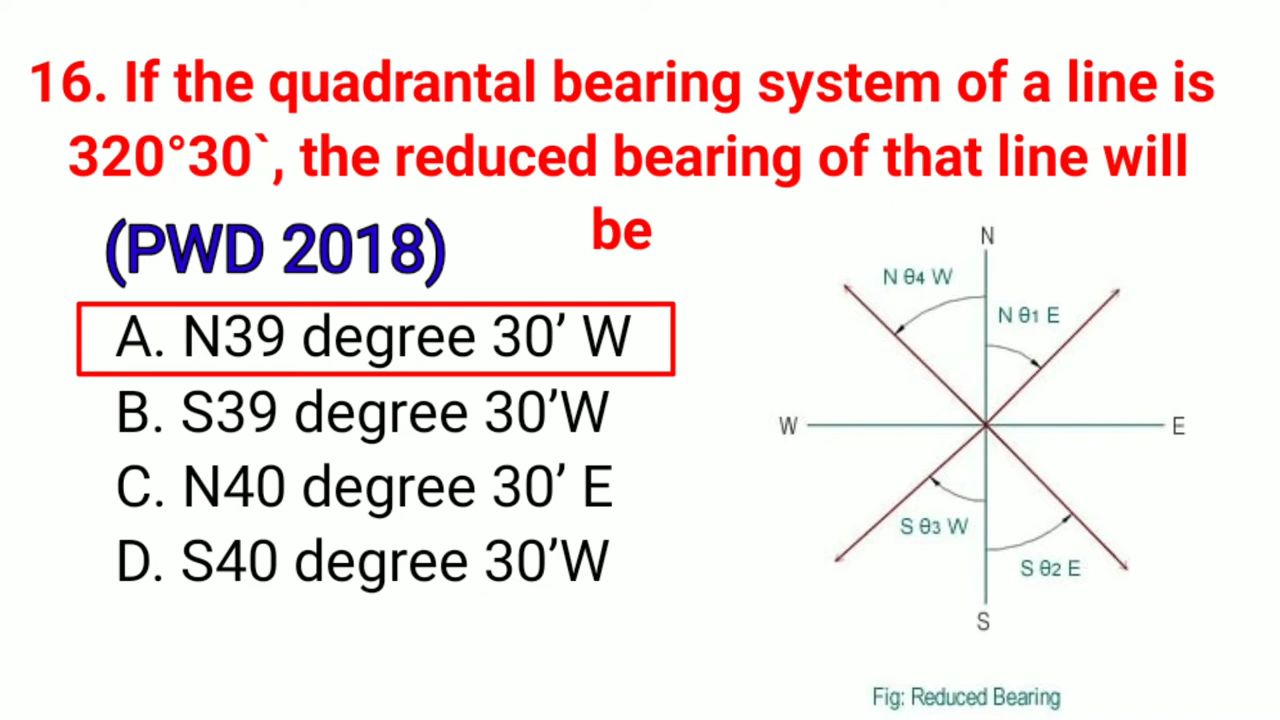 16. If the quadrantal bearing system of a line is
320°30`, the reduced bearing of that line will
be
(PWD 2018)
A. N39 degree 30’ W
B. S39 degree 30’W
C. N40 degree 30’ E
D. S40 degree 30’W
N
N θ4 W
N θ1 E
W
E
S θ3 W
S θ2 E
S
Fig: Reduced Bearing